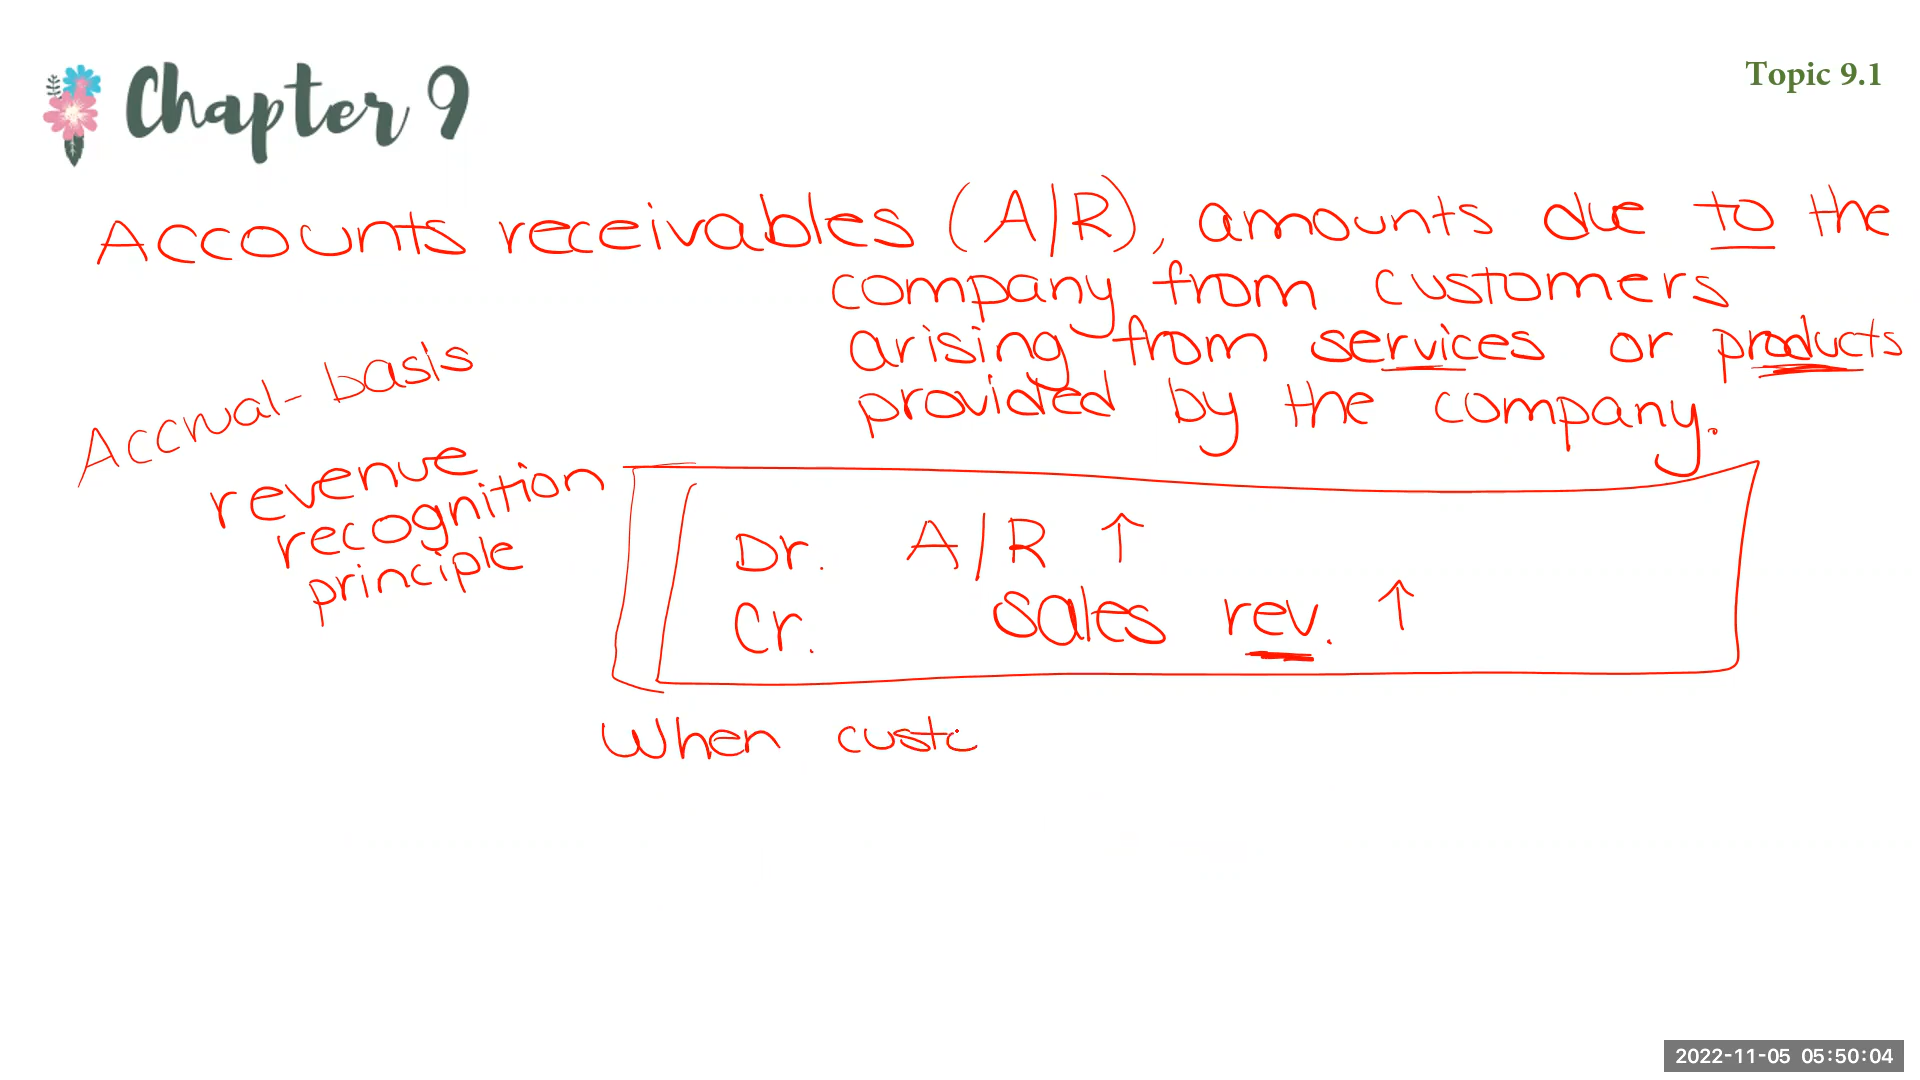 Chapter 9
Topic 9.1
Accounts receivables (A/R), amounts due to the
company from customers
arising from services or products
provided by the company.
Accrual-basis
revenue
recognition
principle
Dr. A/R ↑
Cr. sales rev. ↑
When custo
2022-11-05 05:50:04